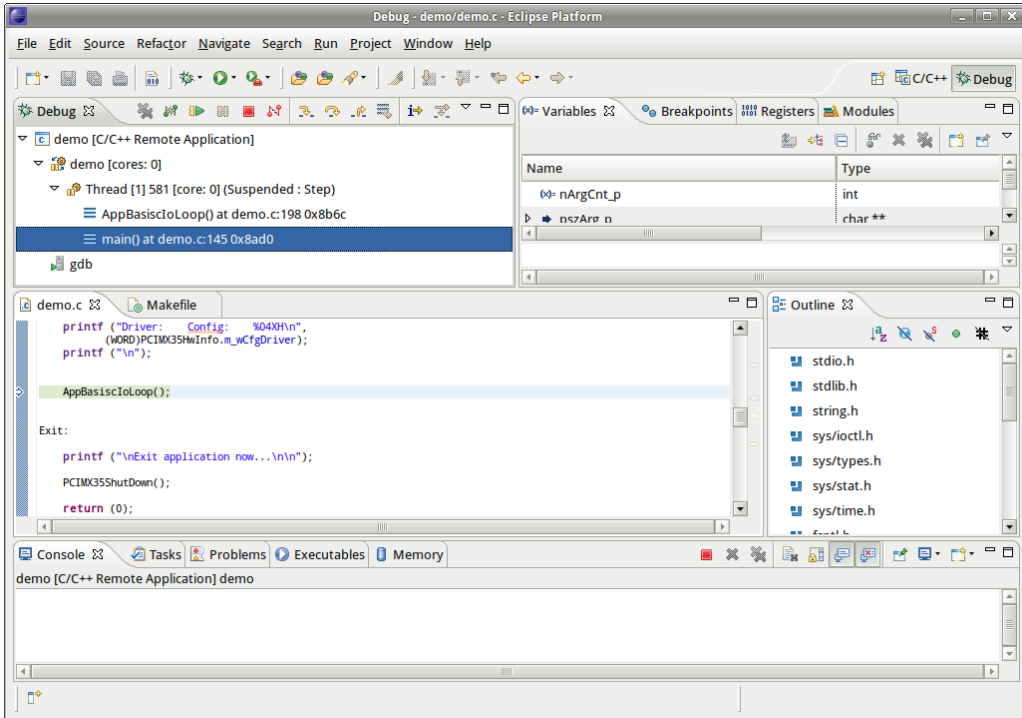 Debug - demo/demo.c - Eclipse Platform
File Edit Source Refactor Navigate Search Run Project Window Help
C/C++ Debug
Debug
(x)= Variables Breakpoints 1010 0101 Registers Modules
demo [C/C++ Remote Application]
demo [cores: 0]
Thread [1] 581 [core: 0] (Suspended : Step)
AppBasiscIoLoop() at demo.c:198 0x8b6c
main() at demo.c:145 0x8ad0
gdb
Name Type
(x)= nArgCnt_p int
pszArg_p char **
demo.c Makefile
printf ("Driver: Config: %04XH\n",
(WORD)PCIMX35HwInfo.m_wCfgDriver);
printf ("\n");
AppBasiscIoLoop();
Exit:
printf ("\nExit application now...\n\n");
PCIMX35ShutDown();
return (0);
Outline
stdio.h
stdlib.h
string.h
sys/ioctl.h
sys/types.h
sys/stat.h
sys/time.h
Console Tasks Problems Executables Memory
demo [C/C++ Remote Application] demo